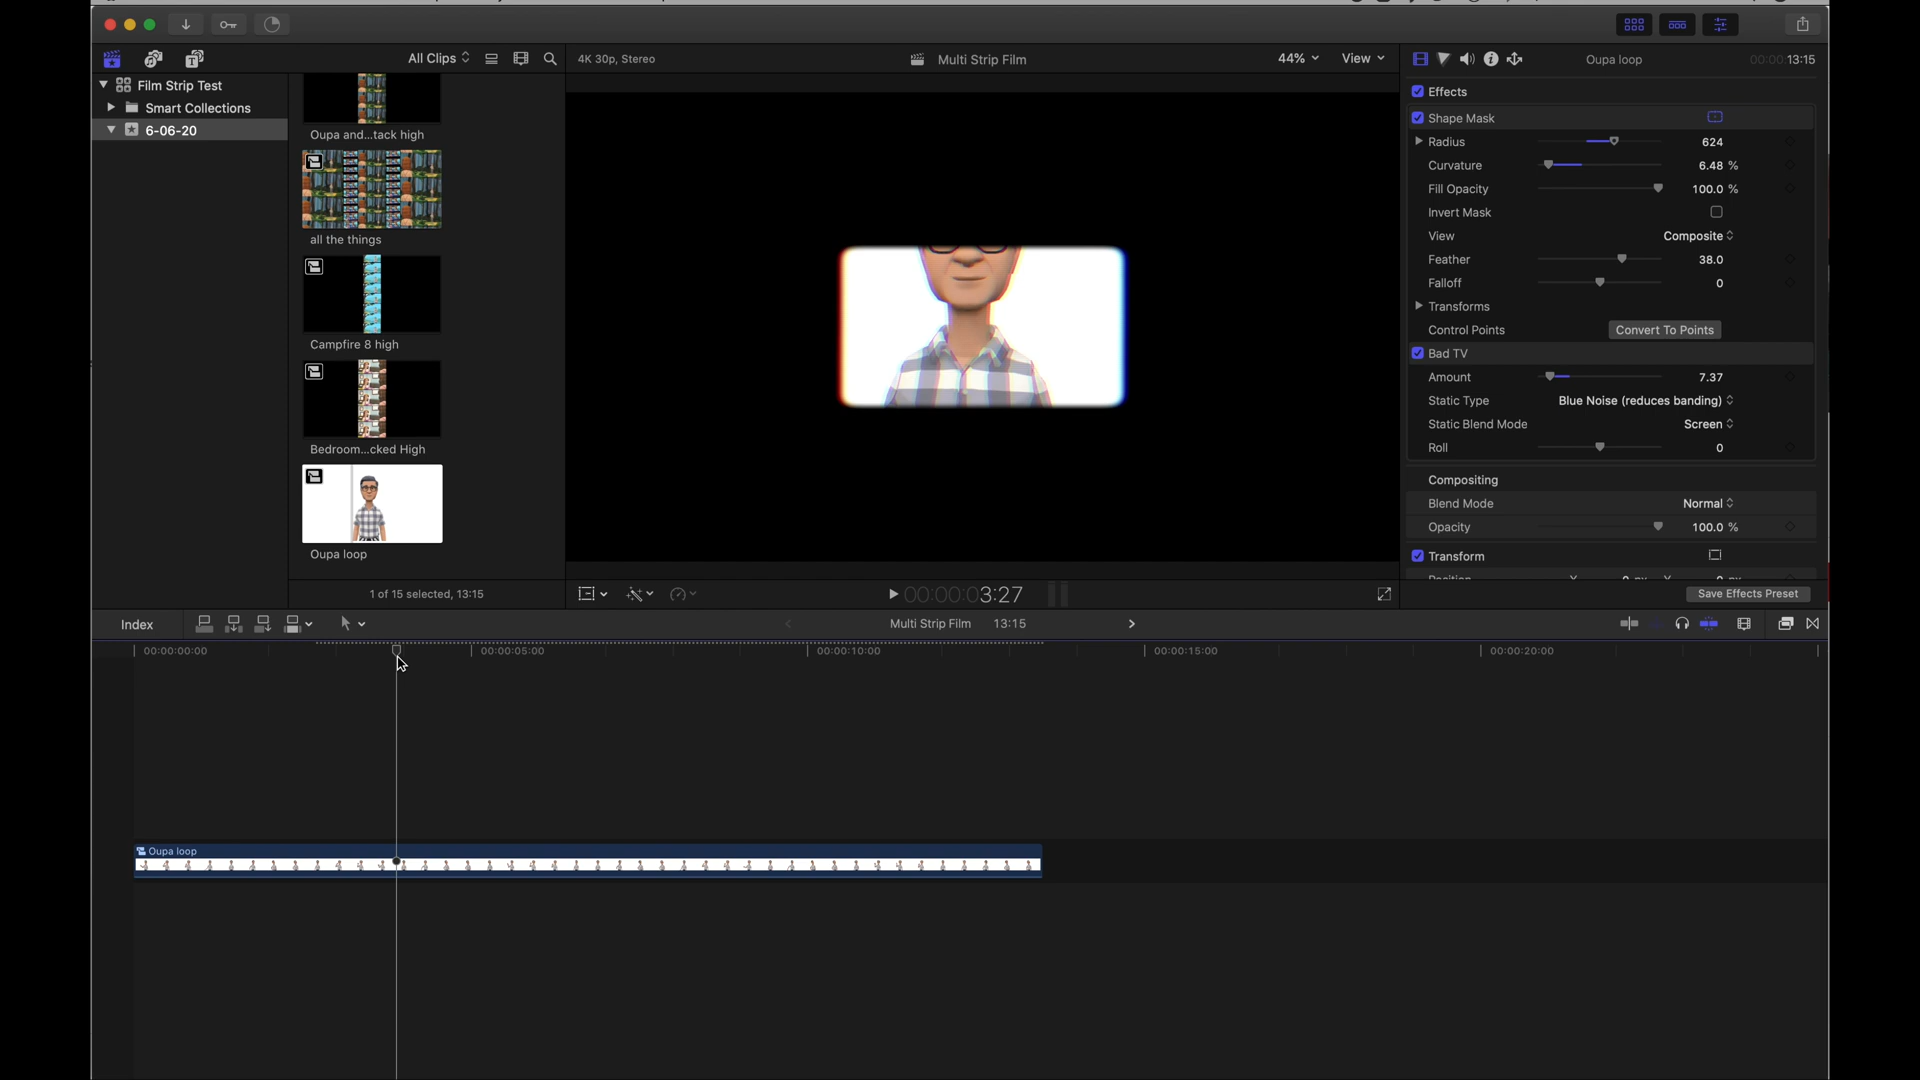 All Clips
4K 30p, Stereo
Multi Strip Film
44%
View
Oupa loop
00:00:0013:15
Film Strip Test
Smart Collections
6-06-20
Oupa and...tack high
all the things
Campfire 8 high
Bedroom...cked High
Oupa loop
1 of 15 selected, 13:15
00:00:00:03:27
Effects
Shape Mask
Radius 624
Curvature 6.48 %
Fill Opacity 100.0 %
Invert Mask
View Composite
Feather 38.0
Falloff 0
Transforms
Control Points Convert To Points
Bad TV
Amount 7.37
Static Type Blue Noise (reduces banding)
Static Blend Mode Screen
Roll 0
Compositing
Blend Mode Normal
Opacity 100.0 %
Transform
Save Effects Preset
Index
Multi Strip Film 13:15
00:00:00:00 00:00:05:00 00:00:10:00 00:00:15:00 00:00:20:00
Oupa loop